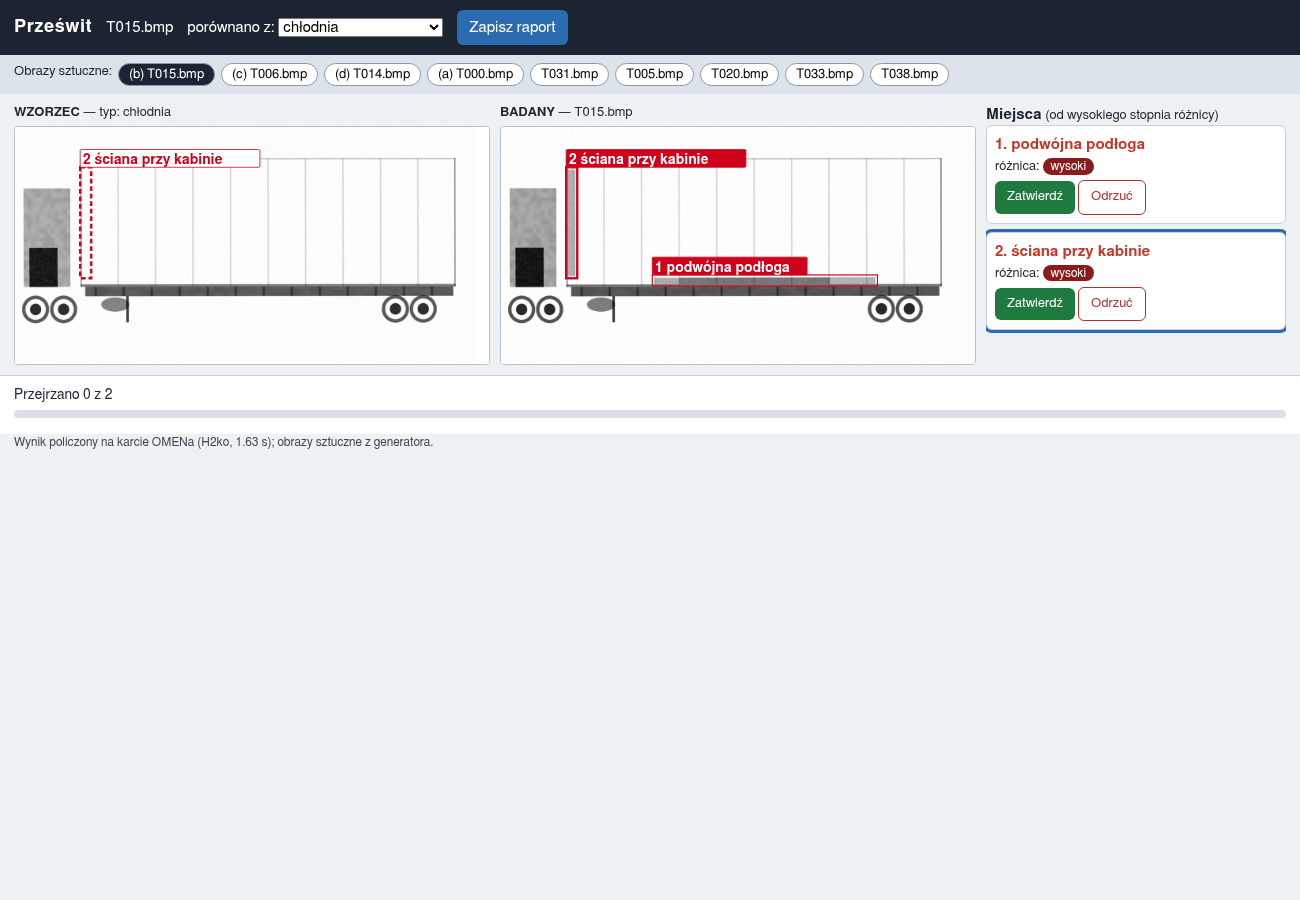 Prześwit T015.bmp porównano z: chłodnia Zapisz raport
Obrazy sztuczne: (b) T015.bmp (c) T006.bmp (d) T014.bmp (a) T000.bmp T031.bmp T005.bmp T020.bmp T033.bmp T038.bmp
WZORZEC — typ: chłodnia
2 ściana przy kabinie
BADANY — T015.bmp
2 ściana przy kabinie
1 podwójna podłoga
Miejsca (od wysokiego stopnia różnicy)
1. podwójna podłoga
różnica: wysoki
Zatwierdź Odrzuć
2. ściana przy kabinie
różnica: wysoki
Zatwierdź Odrzuć
Przejrzano 0 z 2
Wynik policzony na karcie OMENa (H2ko, 1.63 s); obrazy sztuczne z generatora.